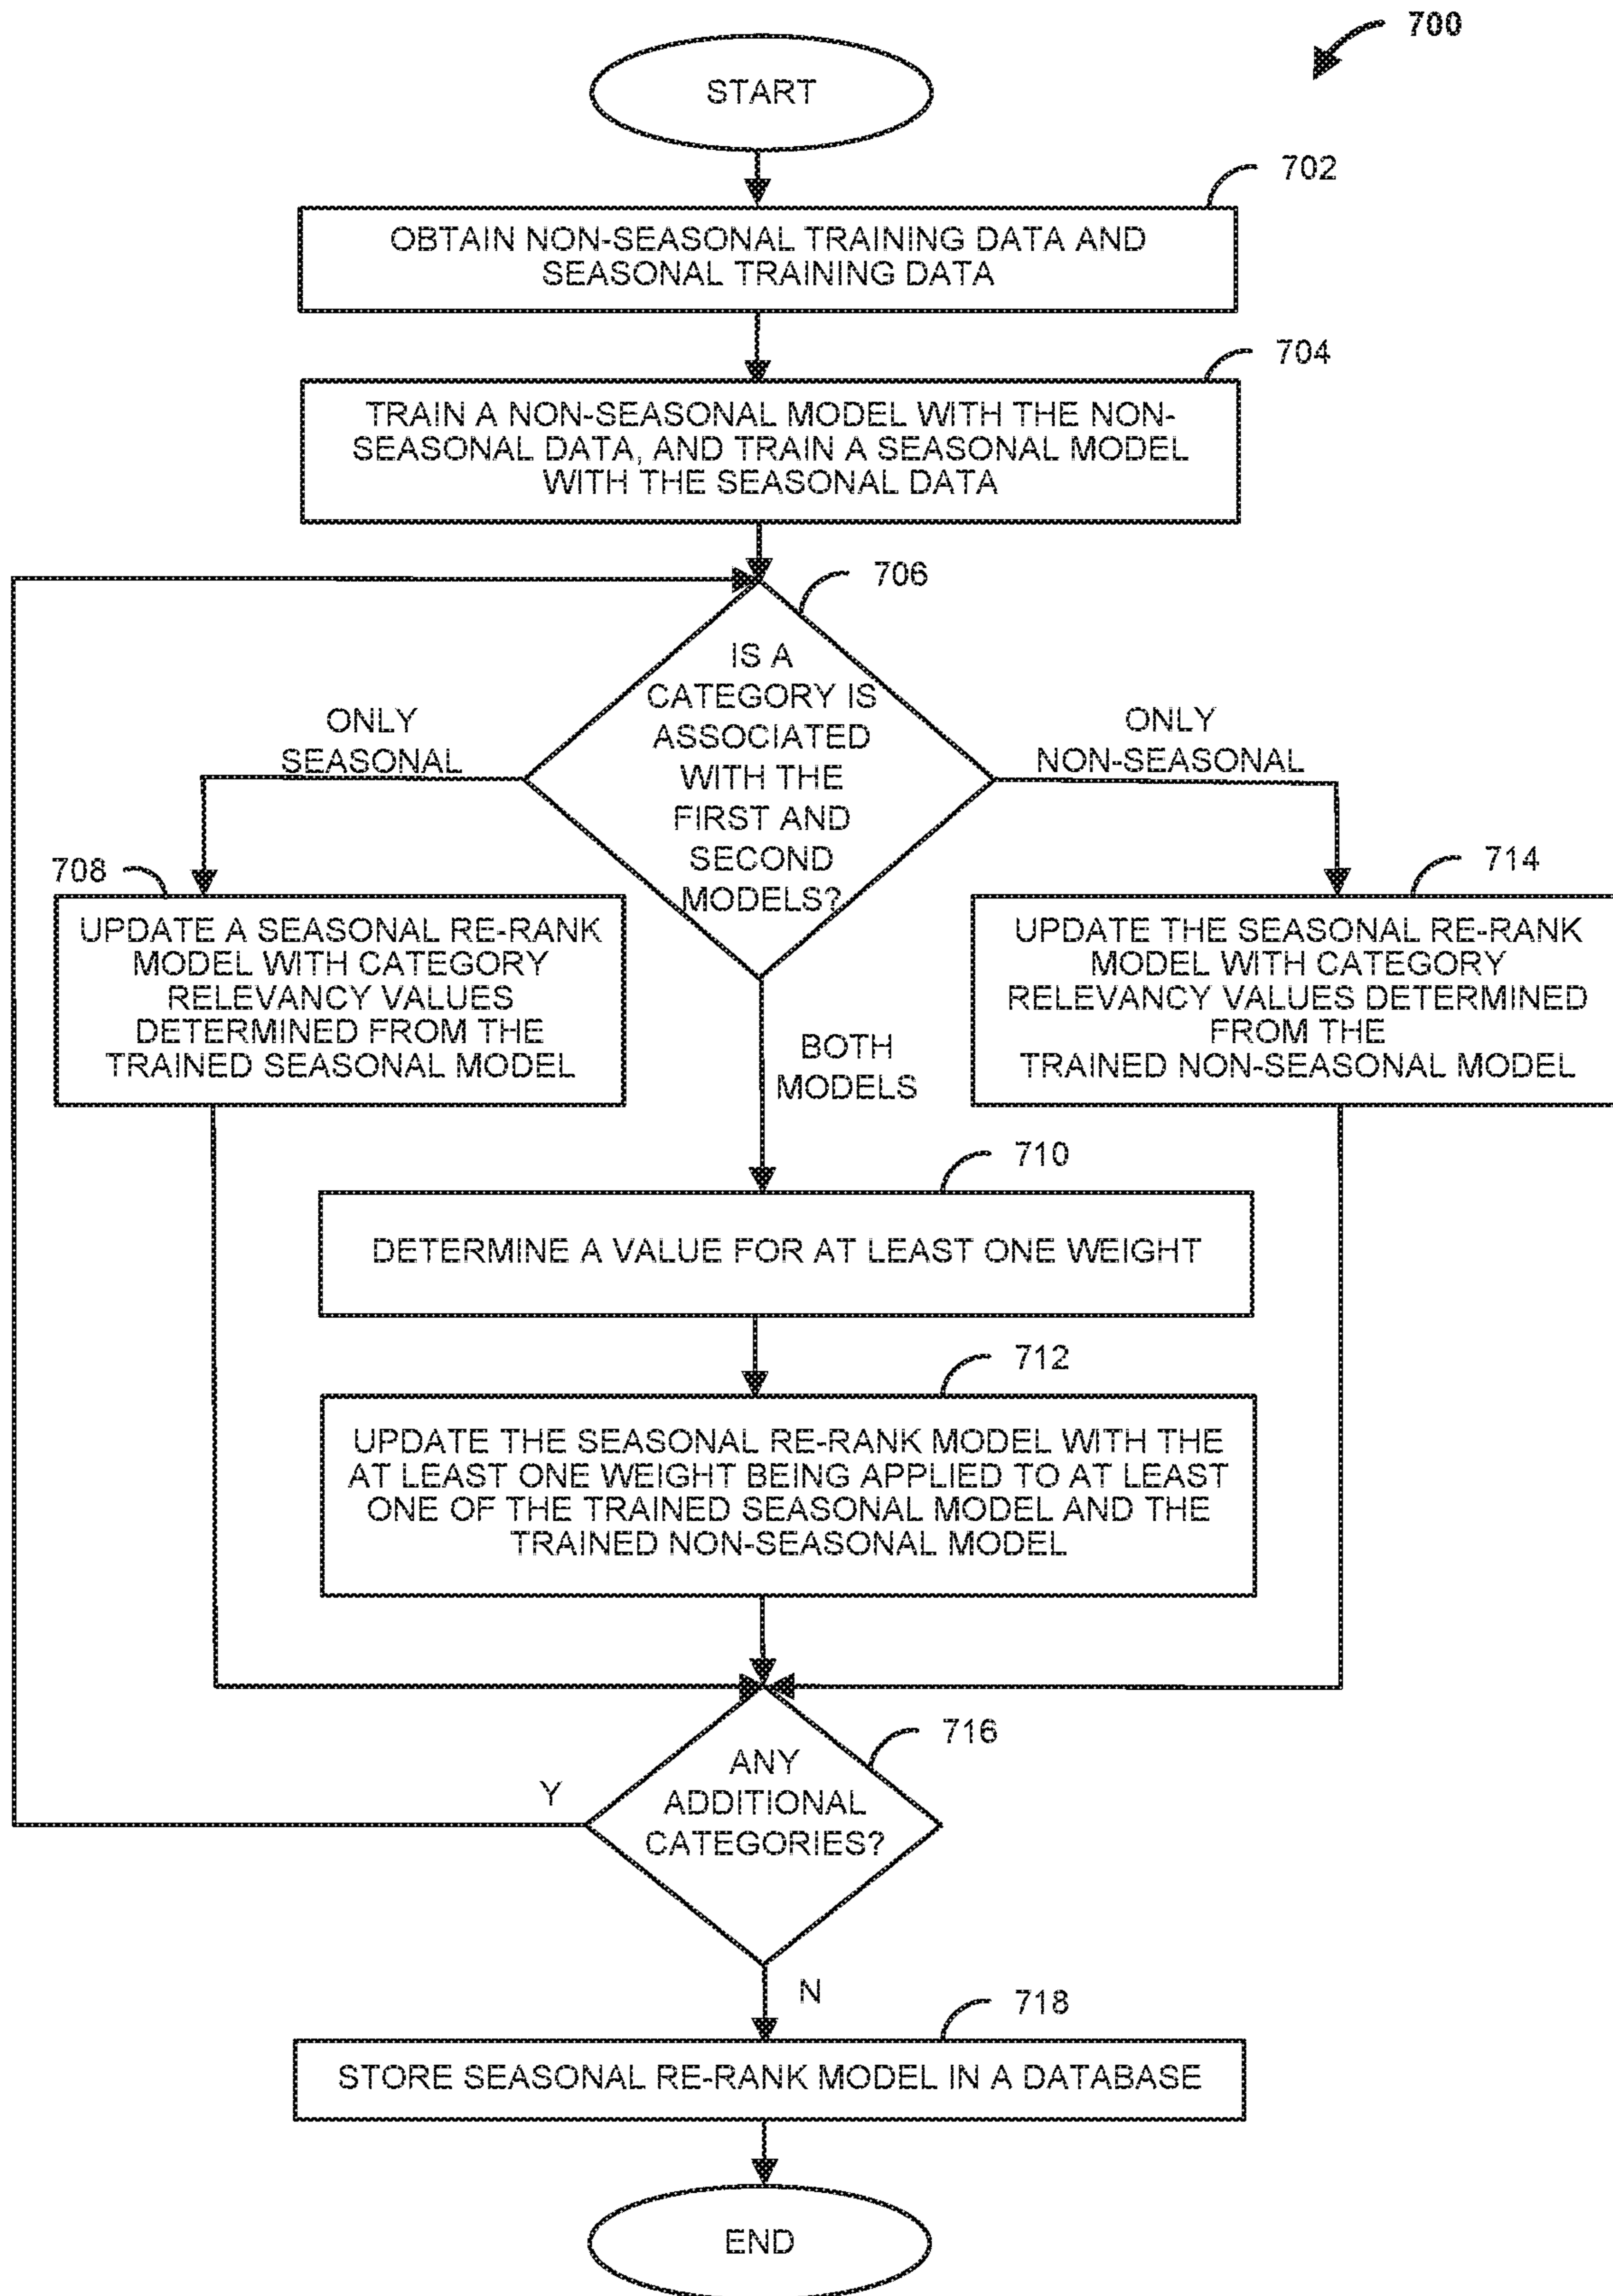 700
START
702
OBTAIN NON-SEASONAL TRAINING DATA AND
SEASONAL TRAINING DATA
704
TRAIN A NON-SEASONAL MODEL WITH THE NON-
SEASONAL DATA, AND TRAIN A SEASONAL MODEL
WITH THE SEASONAL DATA
706
IS A
CATEGORY IS
ASSOCIATED
WITH THE
FIRST AND
SECOND
MODELS?
ONLY
SEASONAL
ONLY
NON-SEASONAL
708
UPDATE A SEASONAL RE-RANK
MODEL WITH CATEGORY
RELEVANCY VALUES
DETERMINED FROM THE
TRAINED SEASONAL MODEL
BOTH
MODELS
714
UPDATE THE SEASONAL RE-RANK
MODEL WITH CATEGORY
RELEVANCY VALUES DETERMINED
FROM THE
TRAINED NON-SEASONAL MODEL
710
DETERMINE A VALUE FOR AT LEAST ONE WEIGHT
712
UPDATE THE SEASONAL RE-RANK MODEL WITH THE
AT LEAST ONE WEIGHT BEING APPLIED TO AT LEAST
ONE OF THE TRAINED SEASONAL MODEL AND THE
TRAINED NON-SEASONAL MODEL
716
ANY
ADDITIONAL
CATEGORIES?
Y
N
718
STORE SEASONAL RE-RANK MODEL IN A DATABASE
END